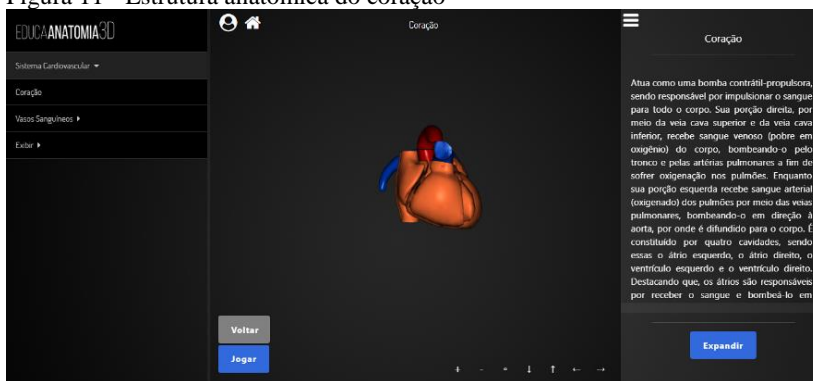 Figura 11 - Estrutura anatômica do coração
EDUCAANATOMIA3D
Sistema Cardiovascular
Coração
Vasos Sanguíneos
Exibir
Coração
Voltar
Jogar
+ - = ↓ ↑ ← →
Coração
Atua como uma bomba contrátil-propulsora,
sendo responsável por impulsionar o sangue
para todo o corpo. Sua porção direita, por
meio da veia cava superior e da veia cava
inferior, recebe sangue venoso (pobre em
oxigênio) do corpo, bombeando-o pelo
tronco e pelas artérias pulmonares a fim de
sofrer oxigenação nos pulmões. Enquanto
sua porção esquerda recebe sangue arterial
(oxigenado) dos pulmões por meio das veias
pulmonares, bombeando-o em direção à
aorta, por onde é difundido para o corpo. É
constituído por quatro cavidades, sendo
essas o átrio esquerdo, o átrio direito, o
ventrículo esquerdo e o ventrículo direito.
Destacando que, os átrios são responsáveis
por receber o sangue e bombeá-lo em
Expandir